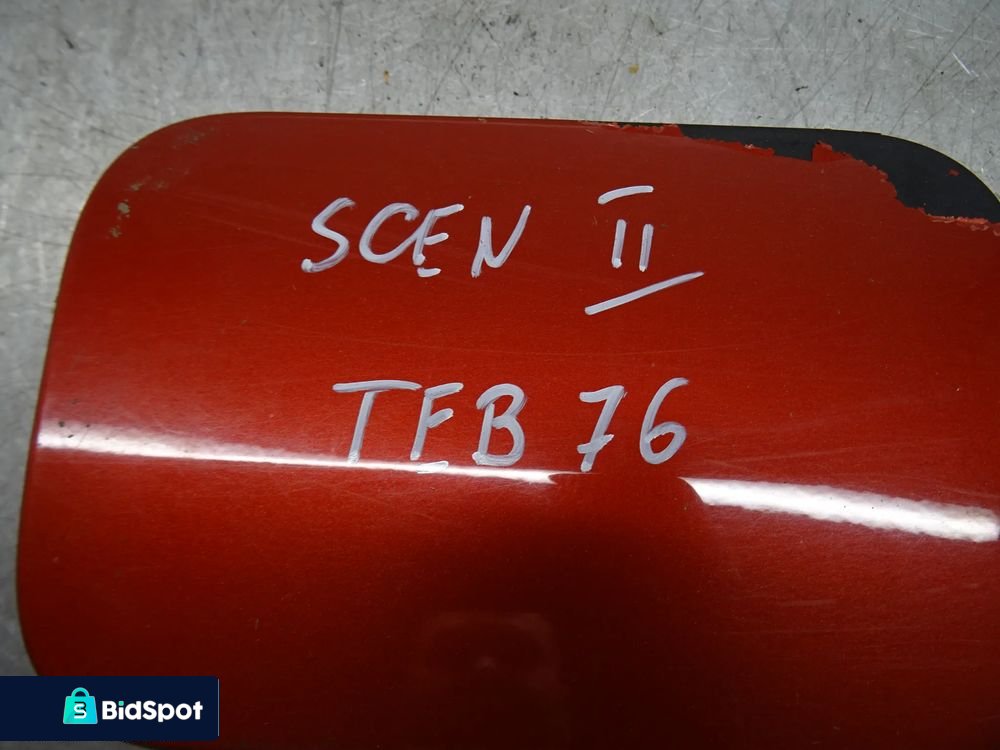 SCEN II
TEB 76
BidSpot